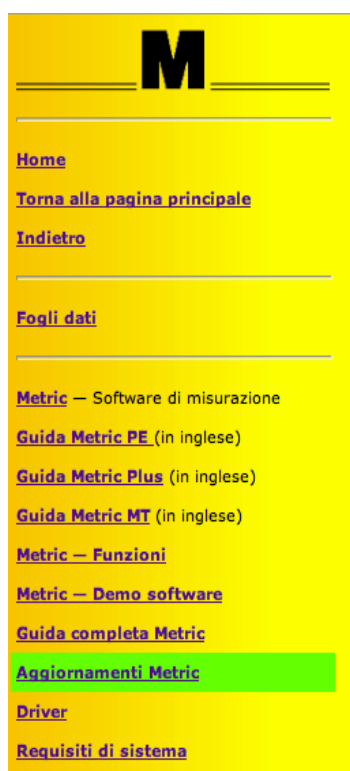 M
Home
Torna alla pagina principale
Indietro
Fogli dati
Metric — Software di misurazione
Guida Metric PE (in inglese)
Guida Metric Plus (in inglese)
Guida Metric MT (in inglese)
Metric — Funzioni
Metric — Demo software
Guida completa Metric
Aggiornamenti Metric
Driver
Requisiti di sistema